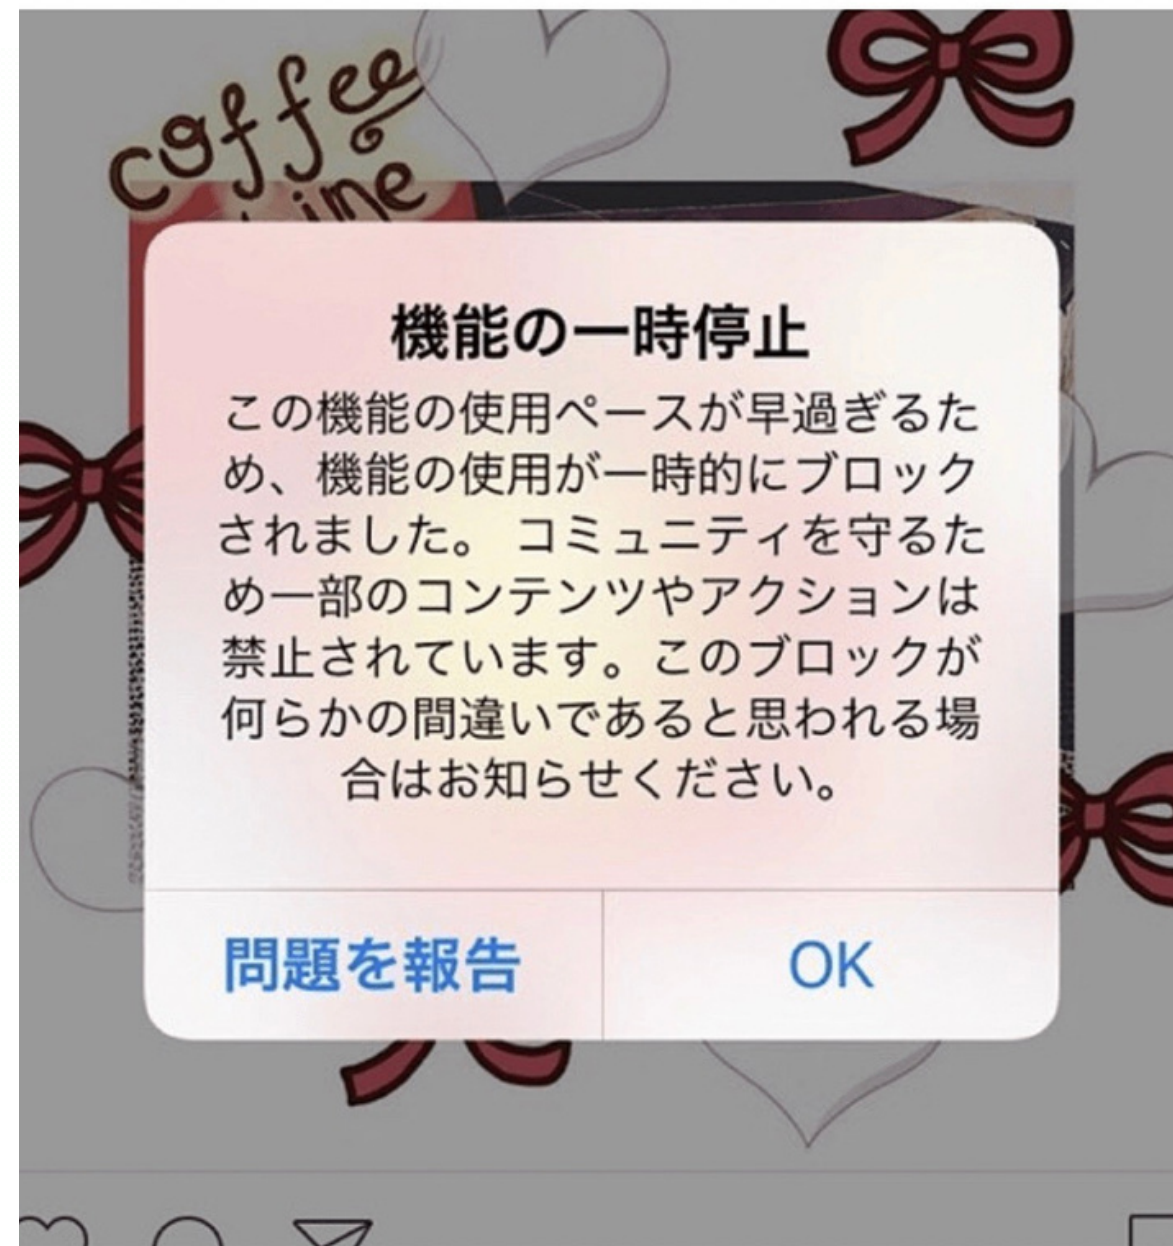 coffee
機能の一時停止
この機能の使用ペースが早過ぎるた
め、機能の使用が一時的にブロック
されました。 コミュニティを守るた
め一部のコンテンツやアクションは
禁止されています。このブロックが
何らかの間違いであると思われる場
合はお知らせください。
問題を報告
OK